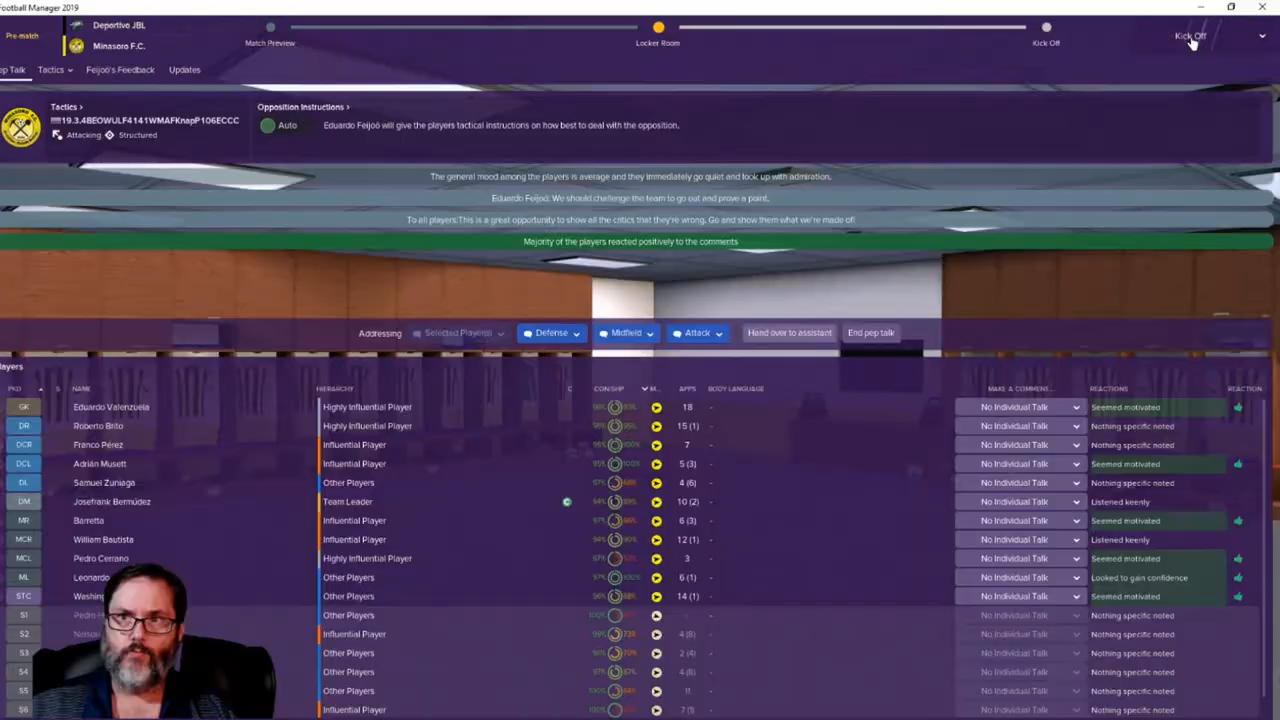 Football Manager 2019
Pre-match
Deportivo JBL
Minasoro F.C.
Match Preview
Locker Room
Kick Off
Kick Off
ep Talk
Tactics
Feijoó's Feedback
Updates
Tactics >
19.3.4BEOWULF4141WMAFKnapP106ECCC
Attacking
Structured
Opposition Instructions >
Auto
Eduardo Feijoó will give the players tactical instructions on how best to deal with the opposition.
The general mood among the players is average and they immediately go quiet and look up with admiration.
Eduardo Feijoó: We should challenge the team to go out and prove a point.
To all players:This is a great opportunity to show all the critics that they're wrong. Go and show them what we're made of!
Majority of the players reacted positively to the comments
Addressing
Selected Player(s)
Defense
Midfield
Attack
Hand over to assistant
End pep talk
ayers
PKD S NAME HIERARCHY C CON/SHP M... APPS BODY LANGUAGE MAKE A COMMENT... REACTIONS REACTION
GK Eduardo Valenzuela Highly Influential Player 18 - No Individual Talk Seemed motivated
DR Roberto Brito Highly Influential Player 15 (1) - No Individual Talk Nothing specific noted
DCR Franco Pérez Influential Player 7 - No Individual Talk Nothing specific noted
DCL Adrián Musett Influential Player 5 (3) - No Individual Talk Seemed motivated
DL Samuel Zuniaga Other Players 4 (6) - No Individual Talk Nothing specific noted
DM Josefrank Bermúdez Team Leader C 10 (2) - No Individual Talk Listened keenly
MR Barretta Influential Player 6 (3) - No Individual Talk Seemed motivated
MCR William Bautista Influential Player 12 (1) - No Individual Talk Listened keenly
MCL Pedro Cerrano Highly Influential Player 3 - No Individual Talk Seemed motivated
ML Leonardo Other Players 6 (1) - No Individual Talk Looked to gain confidence
STC Washing Other Players 14 (1) - No Individual Talk Seemed motivated
S1 Pedro H Other Players - No Individual Talk Nothing specific noted
S2 Nelson Influential Player 4 (8) No Individual Talk Nothing specific noted
S3 Other Players 2 (4) No Individual Talk Nothing specific noted
S4 Other Players 4 (8) No Individual Talk Nothing specific noted
S5 Other Players 11 No Individual Talk Nothing specific noted
S6 Influential Player 7 (1) No Individual Talk Nothing specific noted